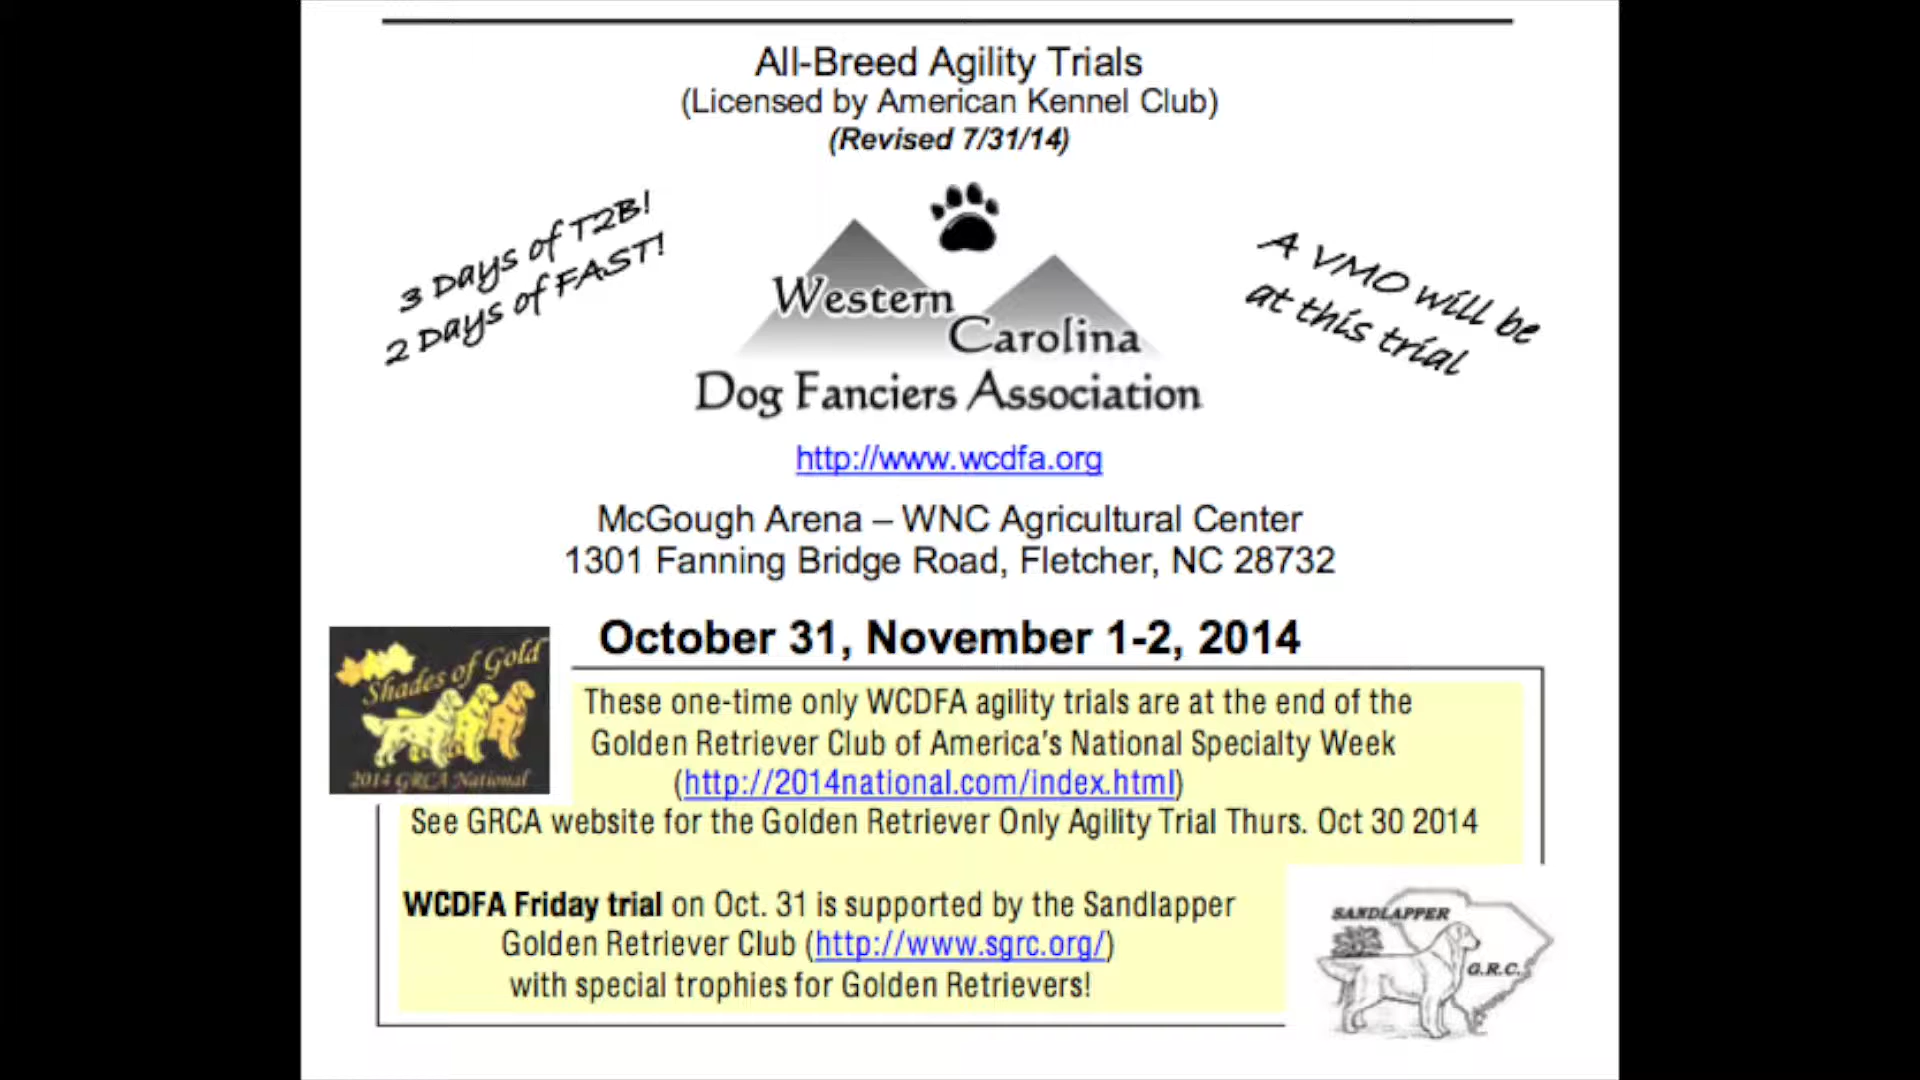 All-Breed Agility Trials
(Licensed by American Kennel Club)
(Revised 7/31/14)
3 Days of T2B!
2 Days of FAST!
A VMO will be
at this trial
Western
Carolina
Dog Fanciers Association
http://www.wcdfa.org
McGough Arena – WNC Agricultural Center
1301 Fanning Bridge Road, Fletcher, NC 28732
October 31, November 1-2, 2014
Shades of Gold
2014 GRCA National
These one-time only WCDFA agility trials are at the end of the
Golden Retriever Club of America's National Specialty Week
(http://2014national.com/index.html)
See GRCA website for the Golden Retriever Only Agility Trial Thurs. Oct 30 2014
WCDFA Friday trial on Oct. 31 is supported by the Sandlapper
Golden Retriever Club (http://www.sgrc.org/)
with special trophies for Golden Retrievers!
SANDLAPPER
G.R.C.